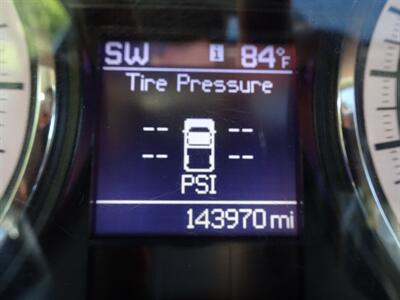 SW i 84°F
Tire Pressure
-- --
-- --
PSI
143970 mi